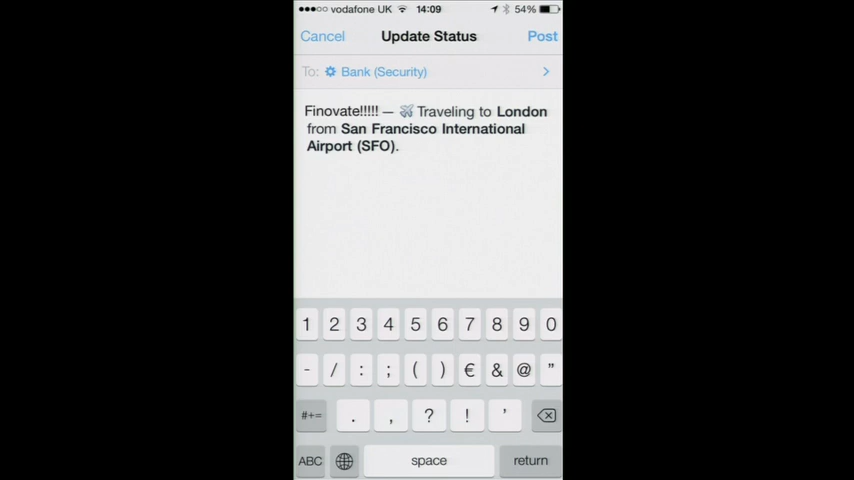 vodafone UK 14:09 54%
Cancel Update Status Post
To: Bank (Security)
Finovate!!!!! — Traveling to London
from San Francisco International
Airport (SFO).
1 2 3 4 5 6 7 8 9 0
- / : ; ( ) € & @ "
#+= . , ? ! '
ABC space return